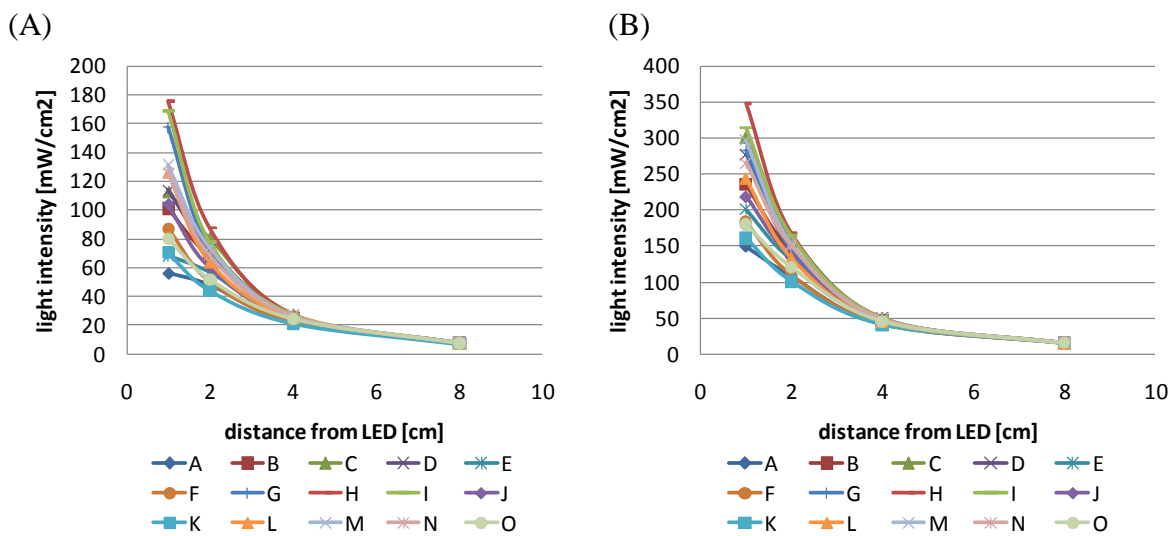 (A)
light intensity [mW/cm2]
200
180
160
140
120
100
80
60
40
20
0
0 2 4 6 8 10
distance from LED [cm]
A B C D E
F G H I J
K L M N O
(B)
light intensity [mW/cm2]
400
350
300
250
200
150
100
50
0
0 2 4 6 8 10
distance from LED [cm]
A B C D E
F G H I J
K L M N O